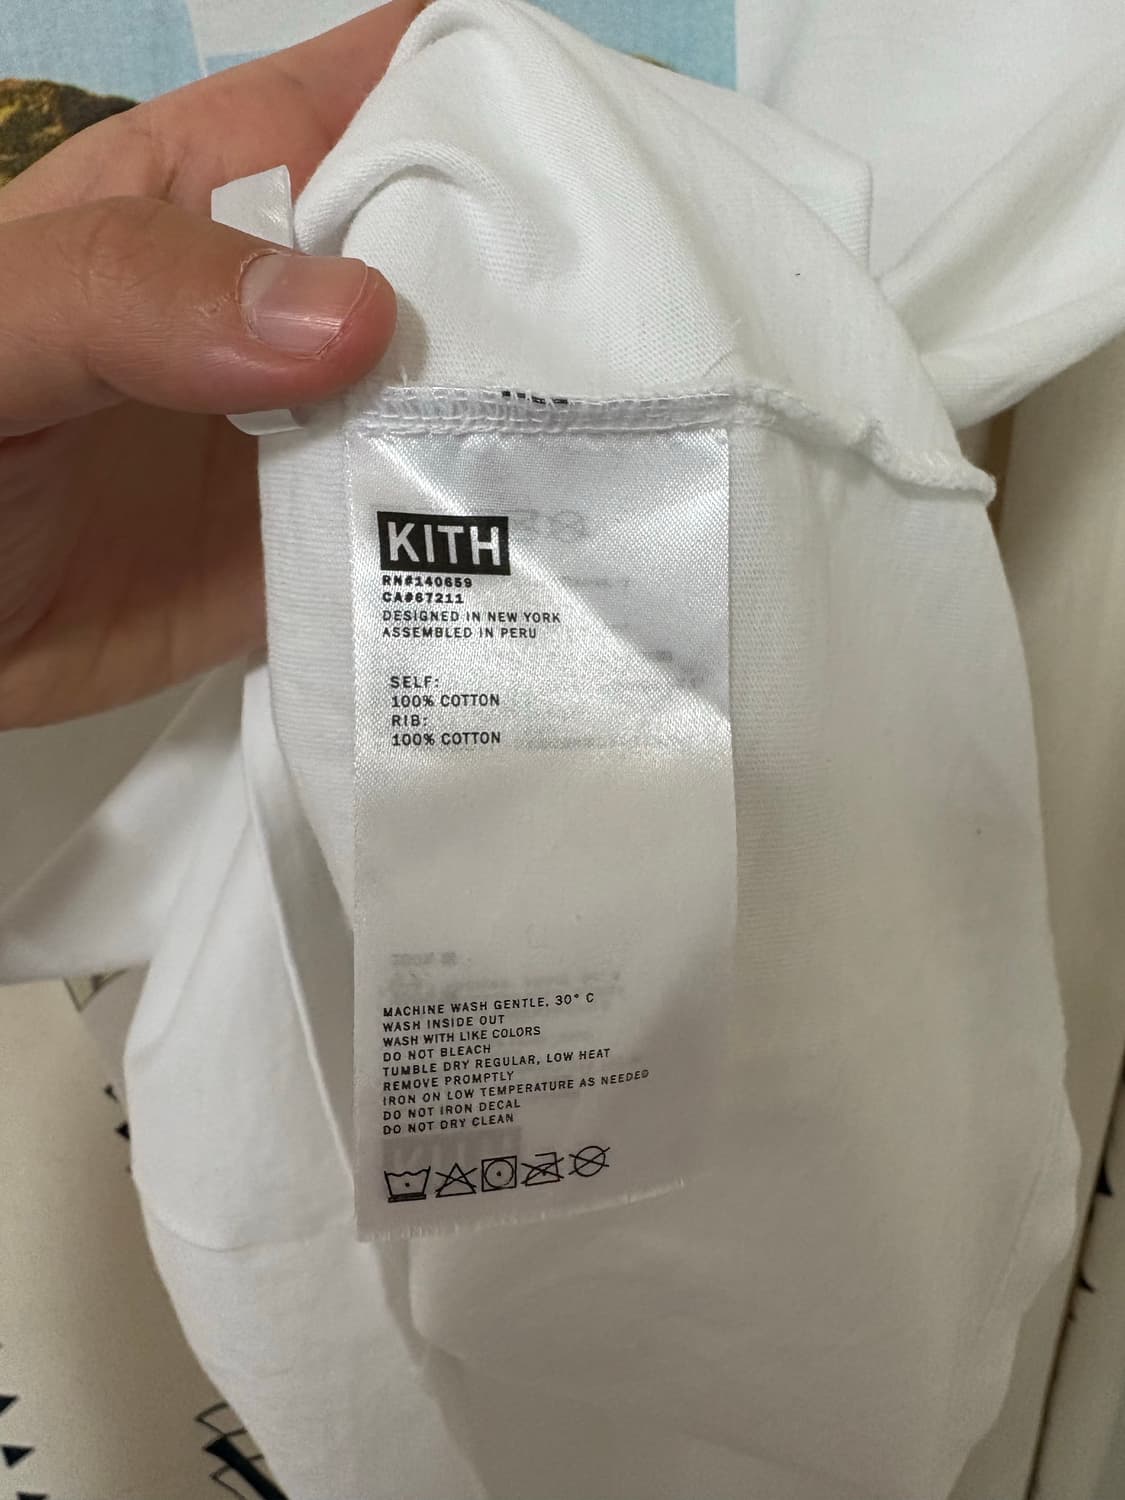 KITH
RN#140659
CA#67211
DESIGNED IN NEW YORK
ASSEMBLED IN PERU
SELF:
100% COTTON
RIB:
100% COTTON
MACHINE WASH GENTLE, 30° C
WASH INSIDE OUT
WASH WITH LIKE COLORS
DO NOT BLEACH
TUMBLE DRY REGULAR, LOW HEAT
REMOVE PROMPTLY
IRON ON LOW TEMPERATURE AS NEEDED
DO NOT IRON DECAL
DO NOT DRY CLEAN